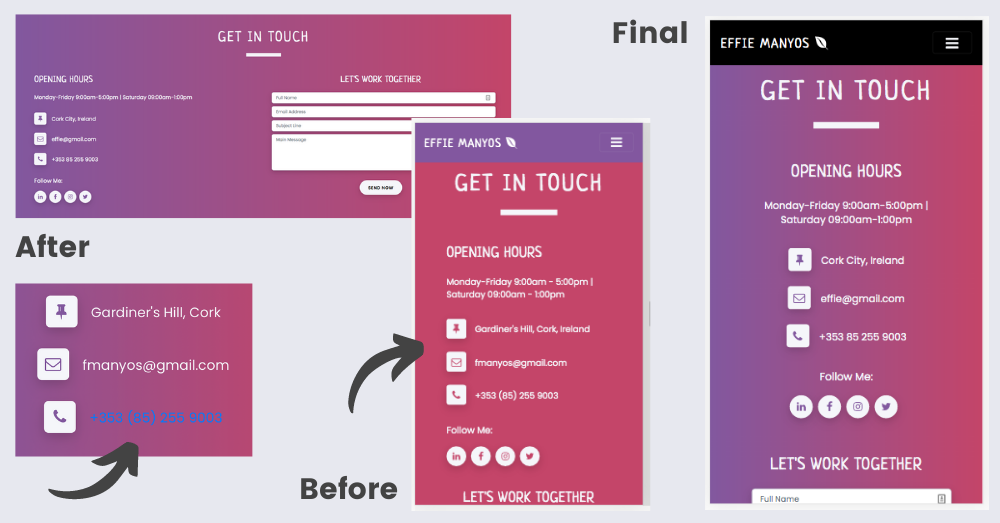 GET IN TOUCH
OPENING HOURS
Monday-Friday 9:00am-5:00pm | Saturday 09:00am-1:00pm
Cork City, Ireland
effie@gmail.com
+353 85 255 9003
Follow Me:
LET'S WORK TOGETHER
Full Name
Email Address
Subject Line
Main Message
SEND NOW
After
Gardiner's Hill, Cork
fmanyos@gmail.com
+353 (85) 255 9003
Before
EFFIE MANYOS
GET IN TOUCH
OPENING HOURS
Monday-Friday 9:00am - 5:00pm |
Saturday 09:00am - 1:00pm
Gardiner's Hill, Cork, Ireland
fmanyos@gmail.com
+353 (85) 255 9003
Follow Me:
LET'S WORK TOGETHER
Final
EFFIE MANYOS
GET IN TOUCH
OPENING HOURS
Monday-Friday 9:00am-5:00pm |
Saturday 09:00am-1:00pm
Cork City, Ireland
effie@gmail.com
+353 85 255 9003
Follow Me:
LET'S WORK TOGETHER
Full Name